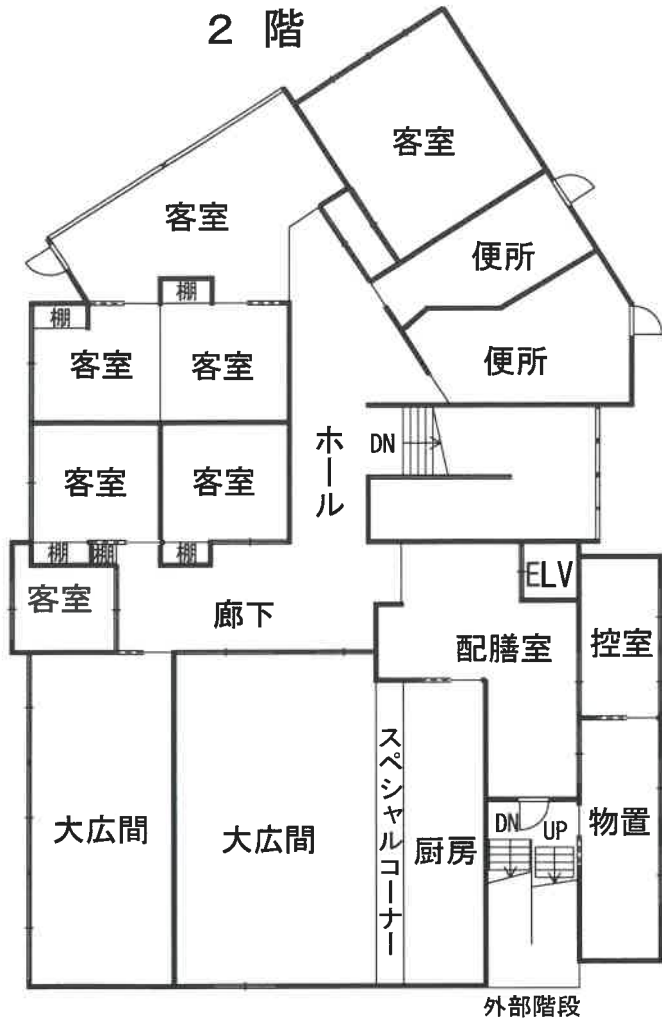 2 階
客室
客室
便所
棚
棚
客室
客室
便所
ホール
DN
客室
客室
棚
棚
棚
ELV
客室
廊下
配膳室
控室
スペシャルコーナー
大広間
大広間
厨房
DN
UP
物置
外部階段